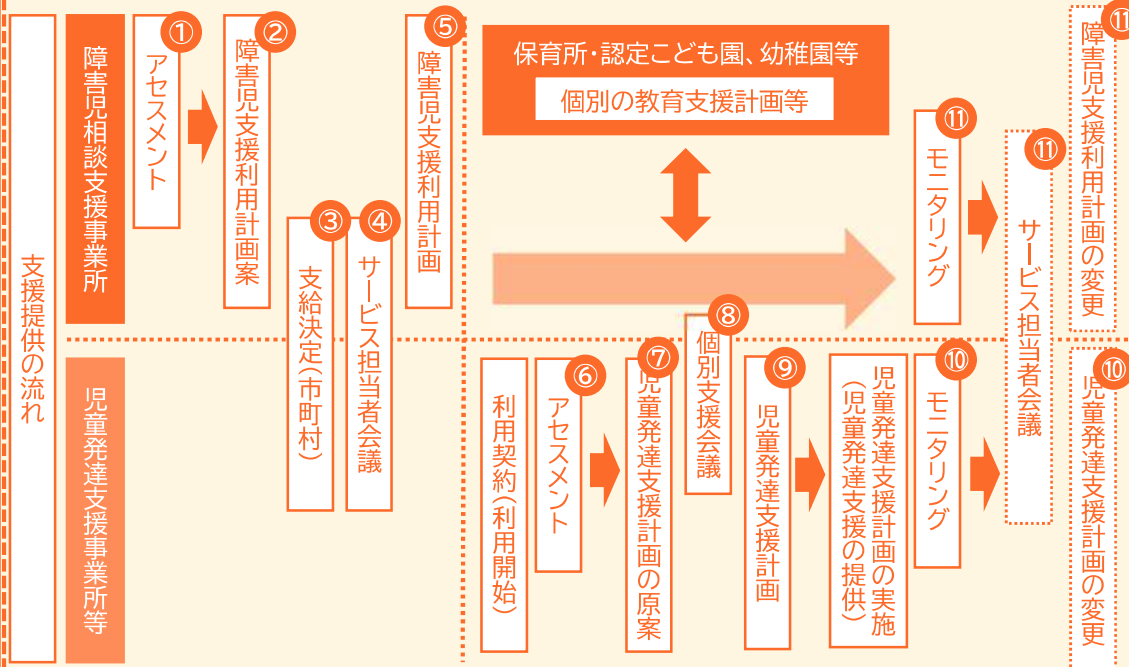 支援提供の流れ
障害児相談支援事業所
①
アセスメント
②
障害児支援利用計画案
③
支給決定(市町村)
④
サービス担当者会議
⑤
障害児支援利用計画
保育所・認定こども園、幼稚園等
個別の教育支援計画等
⑪
モニタリング
⑪
サービス担当者会議
⑪
障害児支援利用計画の変更
児童発達支援事業所等
利用契約(利用開始)
⑥
アセスメント
⑦
児童発達支援計画の原案
⑧
個別支援会議
⑨
児童発達支援計画
児童発達支援計画の実施
(児童発達支援の提供)
⑩
モニタリング
⑩
児童発達支援計画の変更